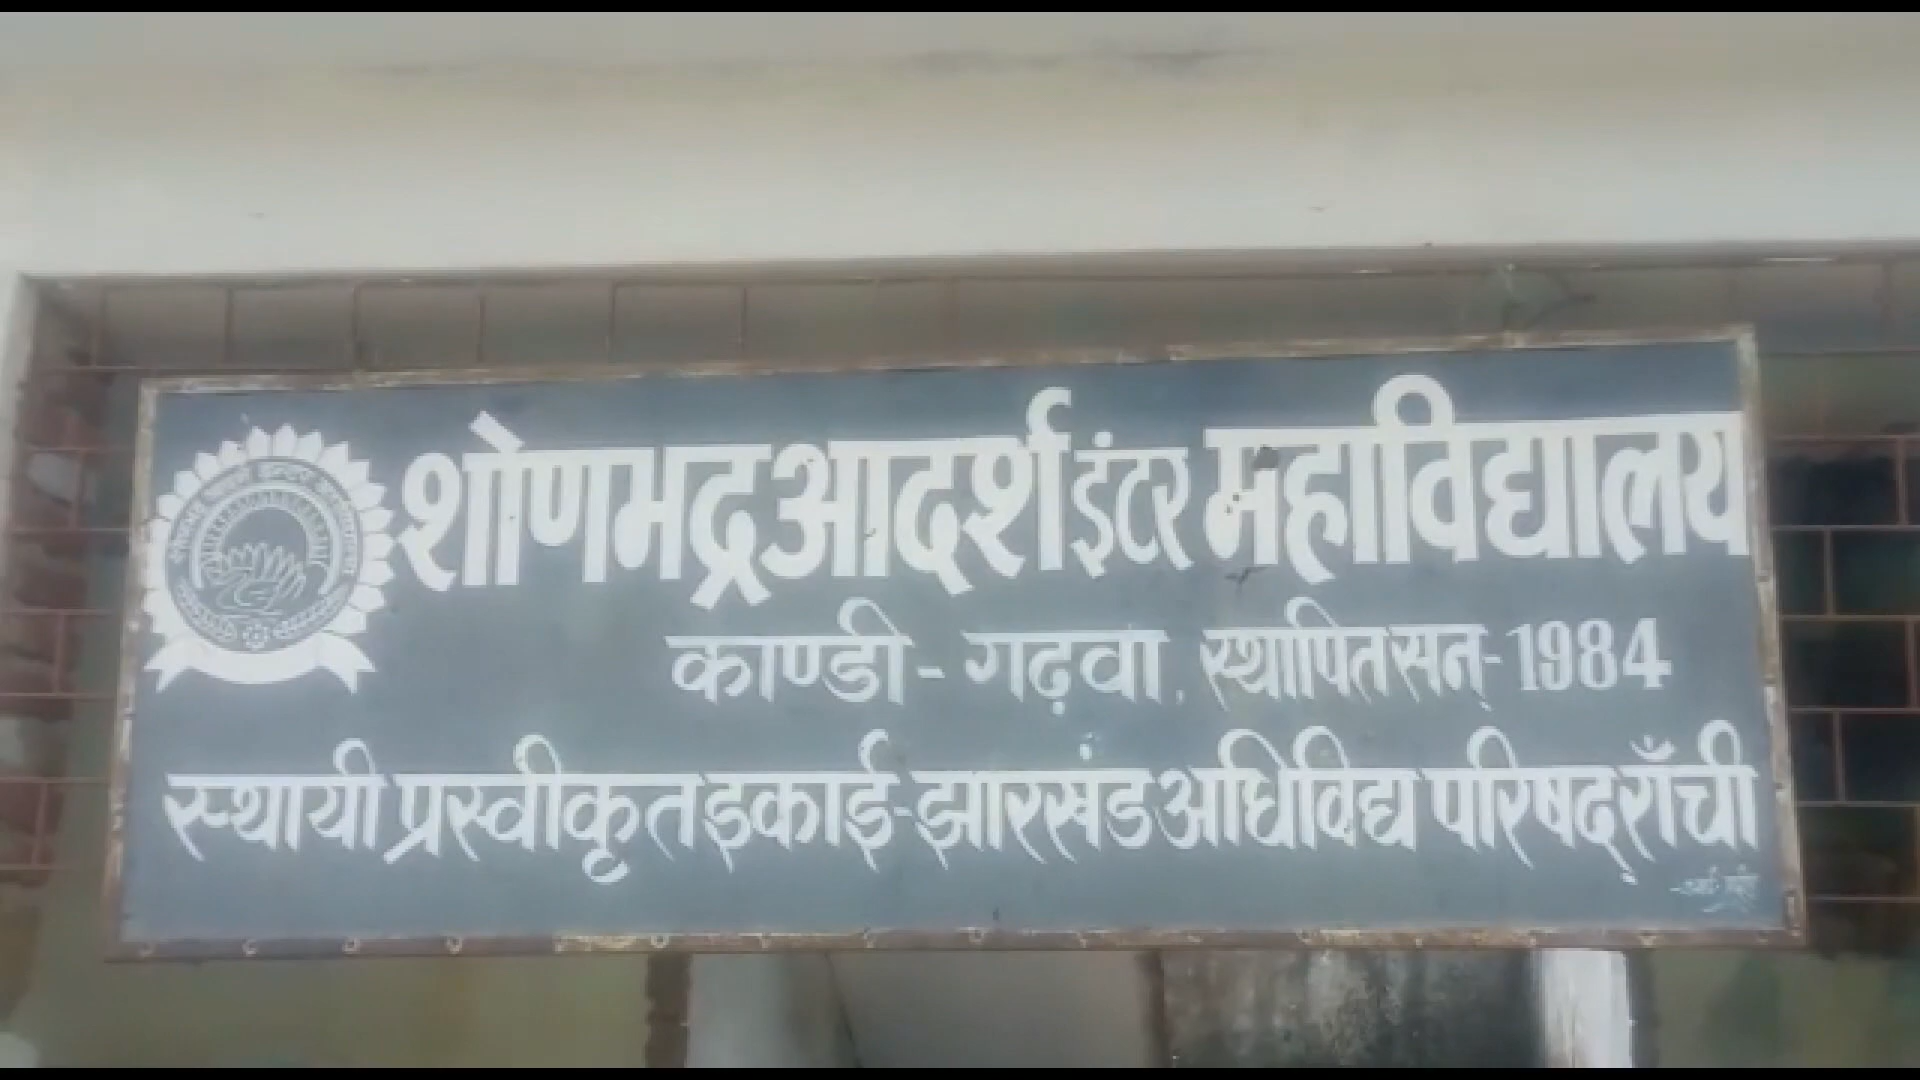 शोणभद्र आदर्श इंटर महाविद्यालय
काण्डी - गढ़वा, स्थापित सन् - 1984
स्थायी प्रस्वीकृत इकाई - झारखंड अधिविद्य परिषद् राँची